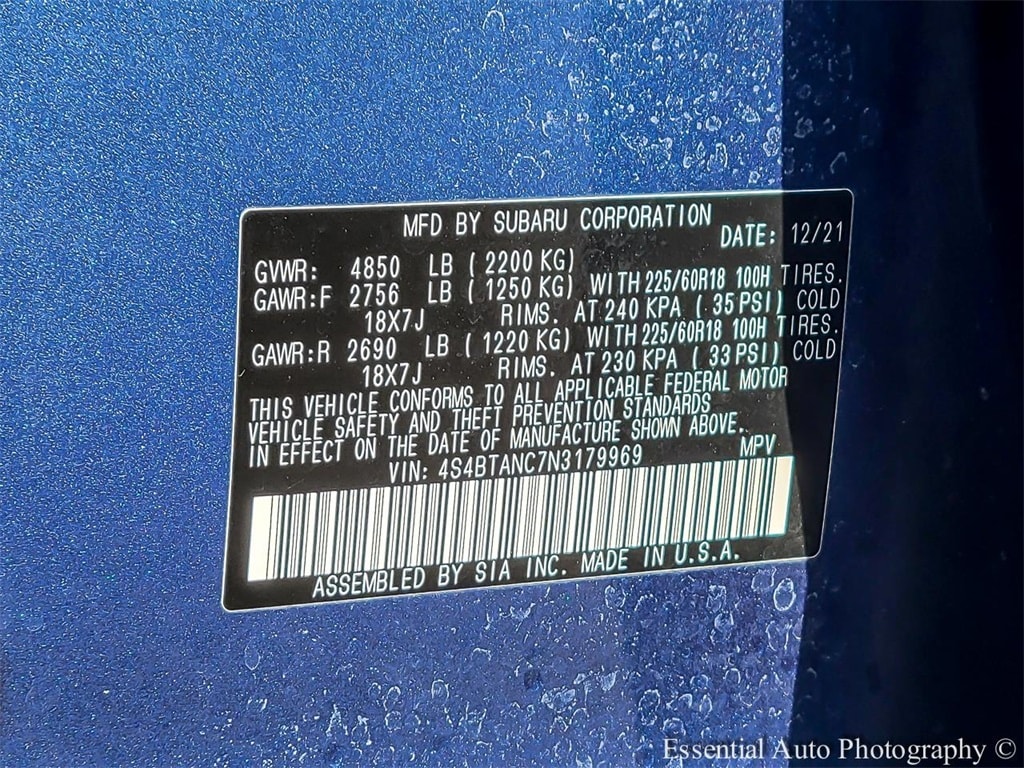 MFD BY SUBARU CORPORATION
DATE: 12/21
GVWR: 4850 LB ( 2200 KG)
GAWR:F 2756 LB ( 1250 KG) WITH 225/60R18 100H TIRES.
18X7J RIMS. AT 240 KPA ( 35 PSI) COLD
GAWR:R 2690 LB ( 1220 KG) WITH 225/60R18 100H TIRES.
18X7J RIMS. AT 230 KPA ( 33 PSI) COLD
THIS VEHICLE CONFORMS TO ALL APPLICABLE FEDERAL MOTOR
VEHICLE SAFETY AND THEFT PREVENTION STANDARDS
IN EFFECT ON THE DATE OF MANUFACTURE SHOWN ABOVE.
VIN: 4S4BTANC7N3179969 MPV
ASSEMBLED BY SIA INC. MADE IN U.S.A.
Essential Auto Photography ©